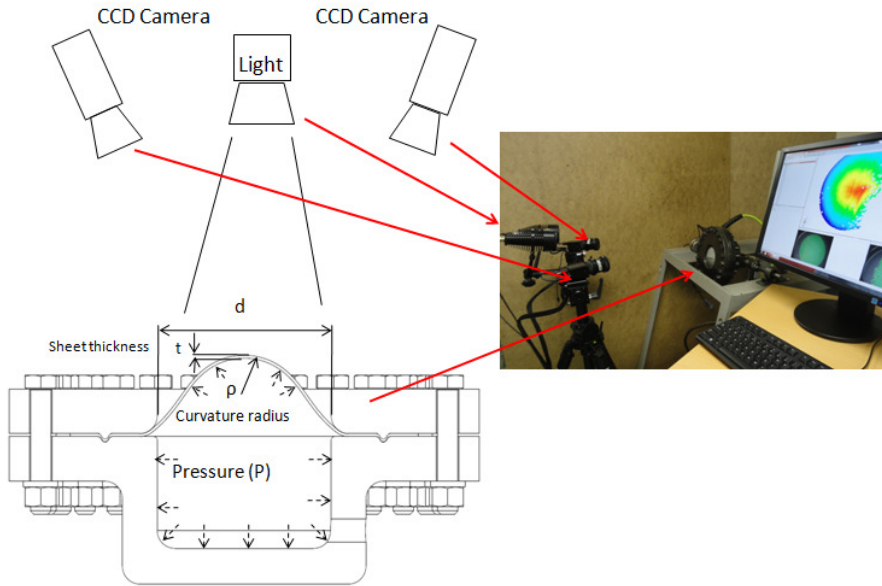 CCD Camera
CCD Camera
Light
d
Sheet thickness
t
ρ
Curvature radius
Pressure (P)